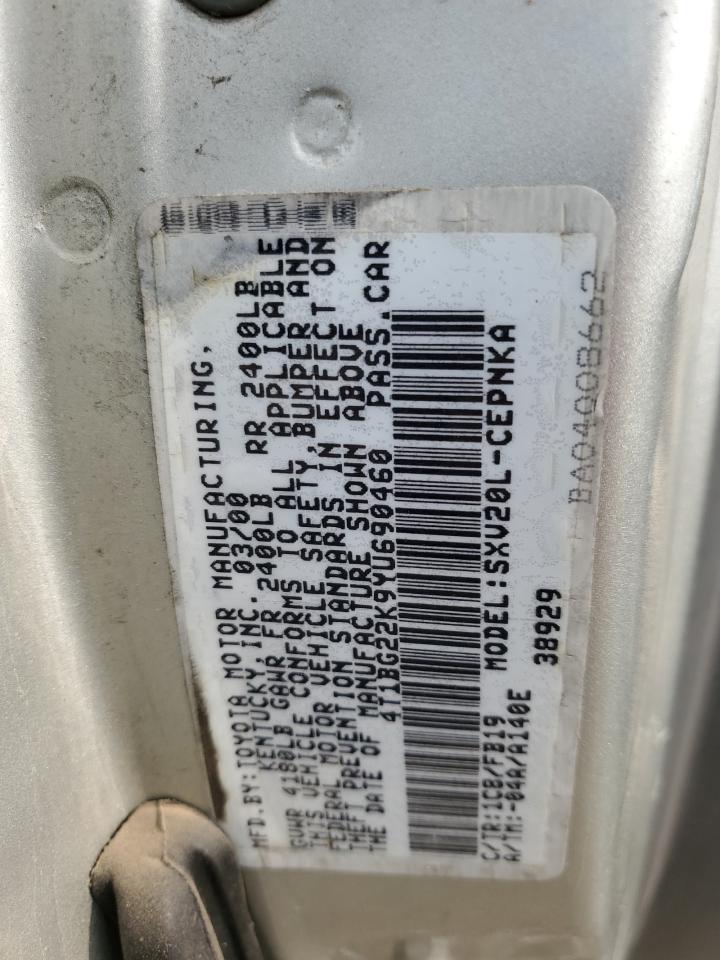 MFD.BY:TOYOTA MOTOR MANUFACTURING,
KENTUCKY,INC. 03/00
GVWR 4180LB GAWR FR 2400LB RR 2400LB
THIS VEHICLE CONFORMS TO ALL APPLICABLE
FEDERAL MOTOR VEHICLE SAFETY,BUMPER AND
THEFT PREVENTION STANDARDS IN EFFECT ON
THE DATE OF MANUFACTURE SHOWN ABOVE
4T1BG22K9YU690460 PASS.CAR
C/TR:1C8/FB19 MODEL:SXV20L-CEPNKA
A/TM:-04A/A140E 38929
BA04008662